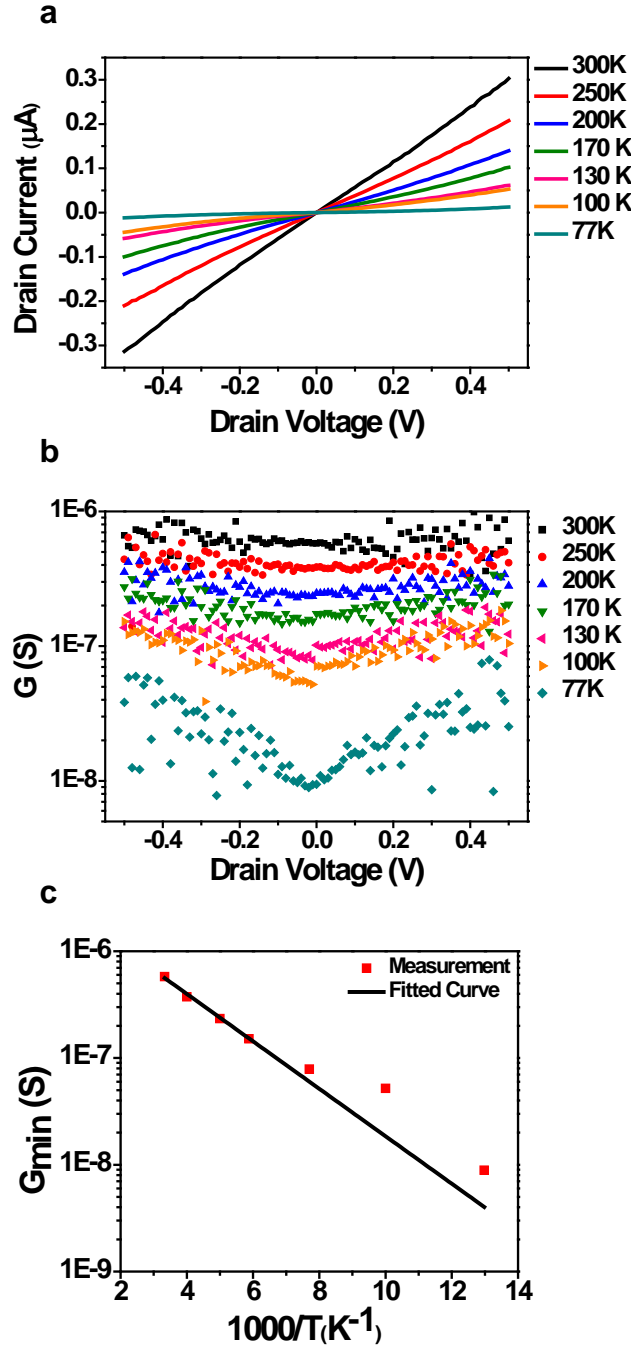 a
0.3
0.2
0.1
0.0
-0.1
-0.2
-0.3
Drain Current (μA)
-0.4 -0.2 0.0 0.2 0.4
Drain Voltage (V)
300K
250K
200K
170 K
130 K
100 K
77K
b
1E-6
1E-7
1E-8
G (S)
-0.4 -0.2 0.0 0.2 0.4
Drain Voltage (V)
300K
250K
200K
170 K
130 K
100K
77K
c
1E-6
1E-7
1E-8
1E-9
Gmin (S)
2 4 6 8 10 12 14
1000/T(K-1)
Measurement
Fitted Curve